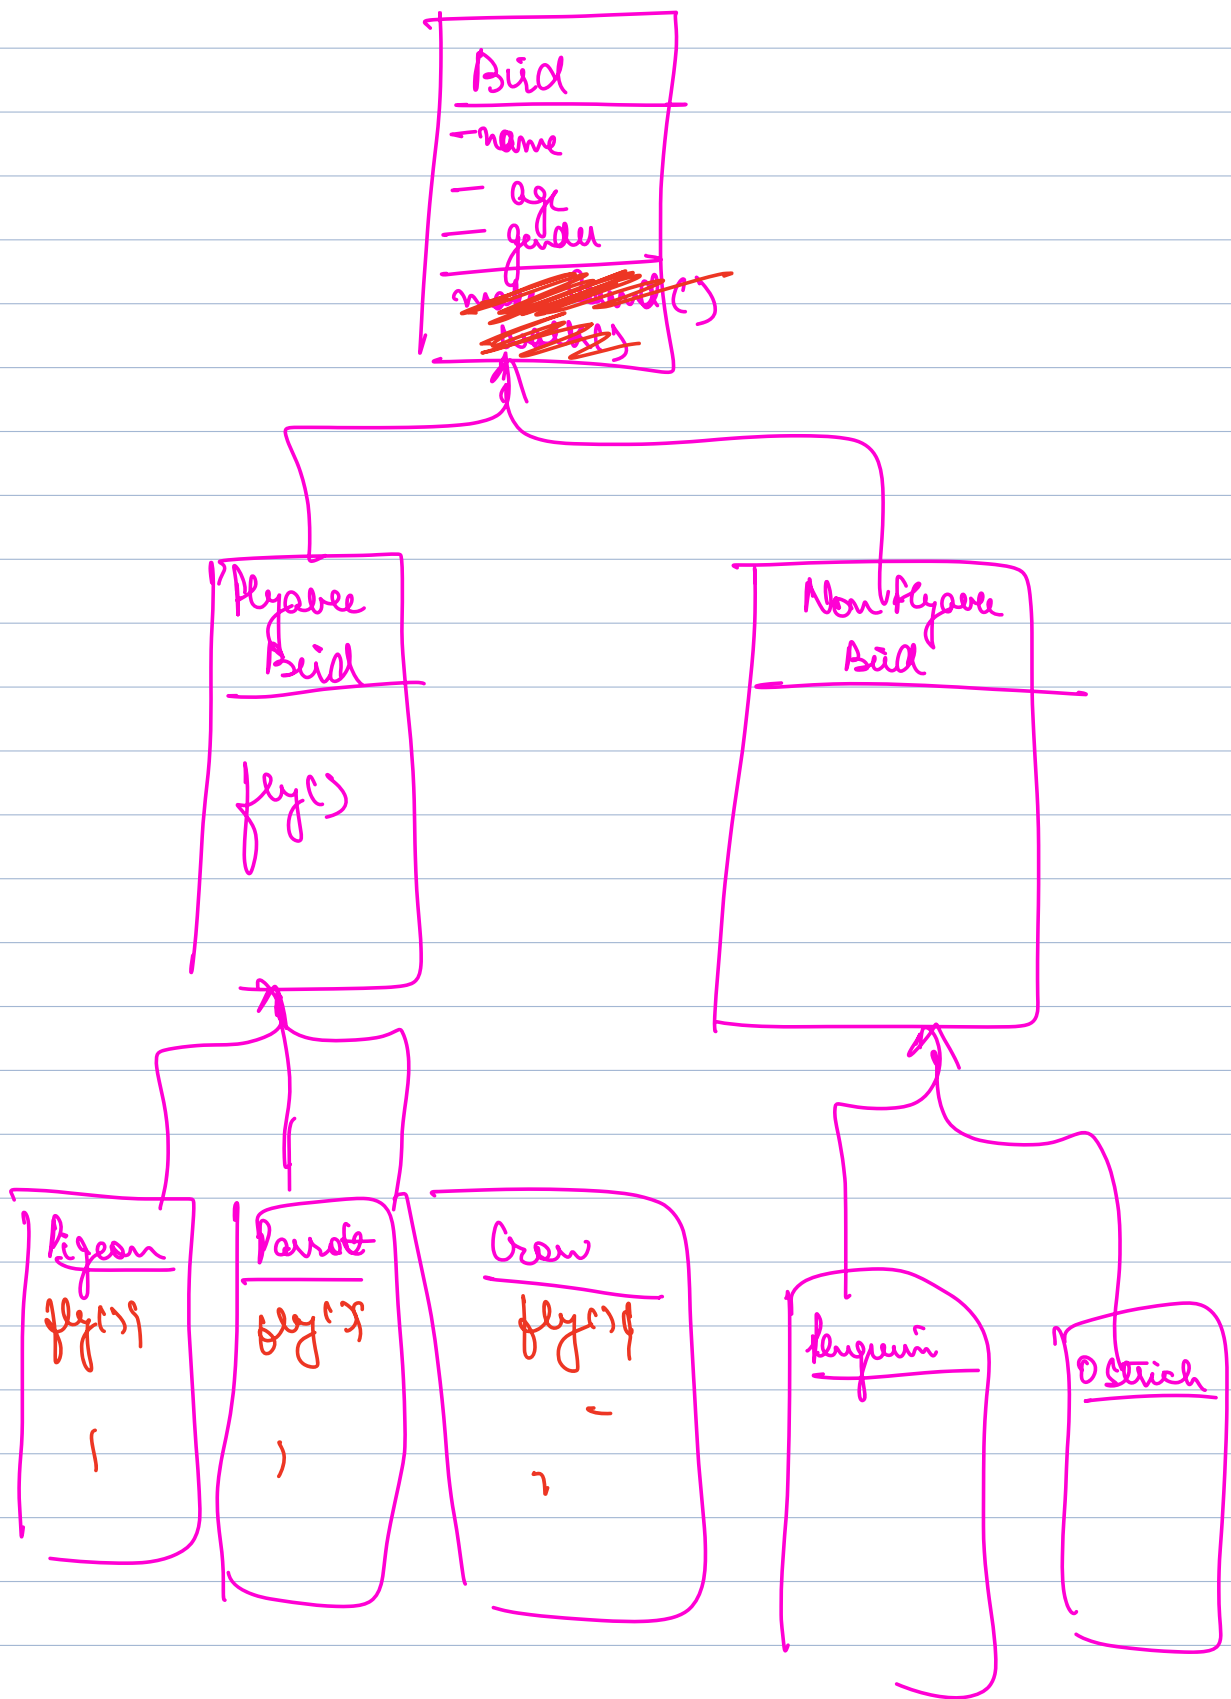 Bird
- name
- age
- gender
Flyable
Bird
fly()
Non Flyable
Bird
Pigeon
fly()
Parrot
fly()
Crow
fly()
Penguin
Ostrich